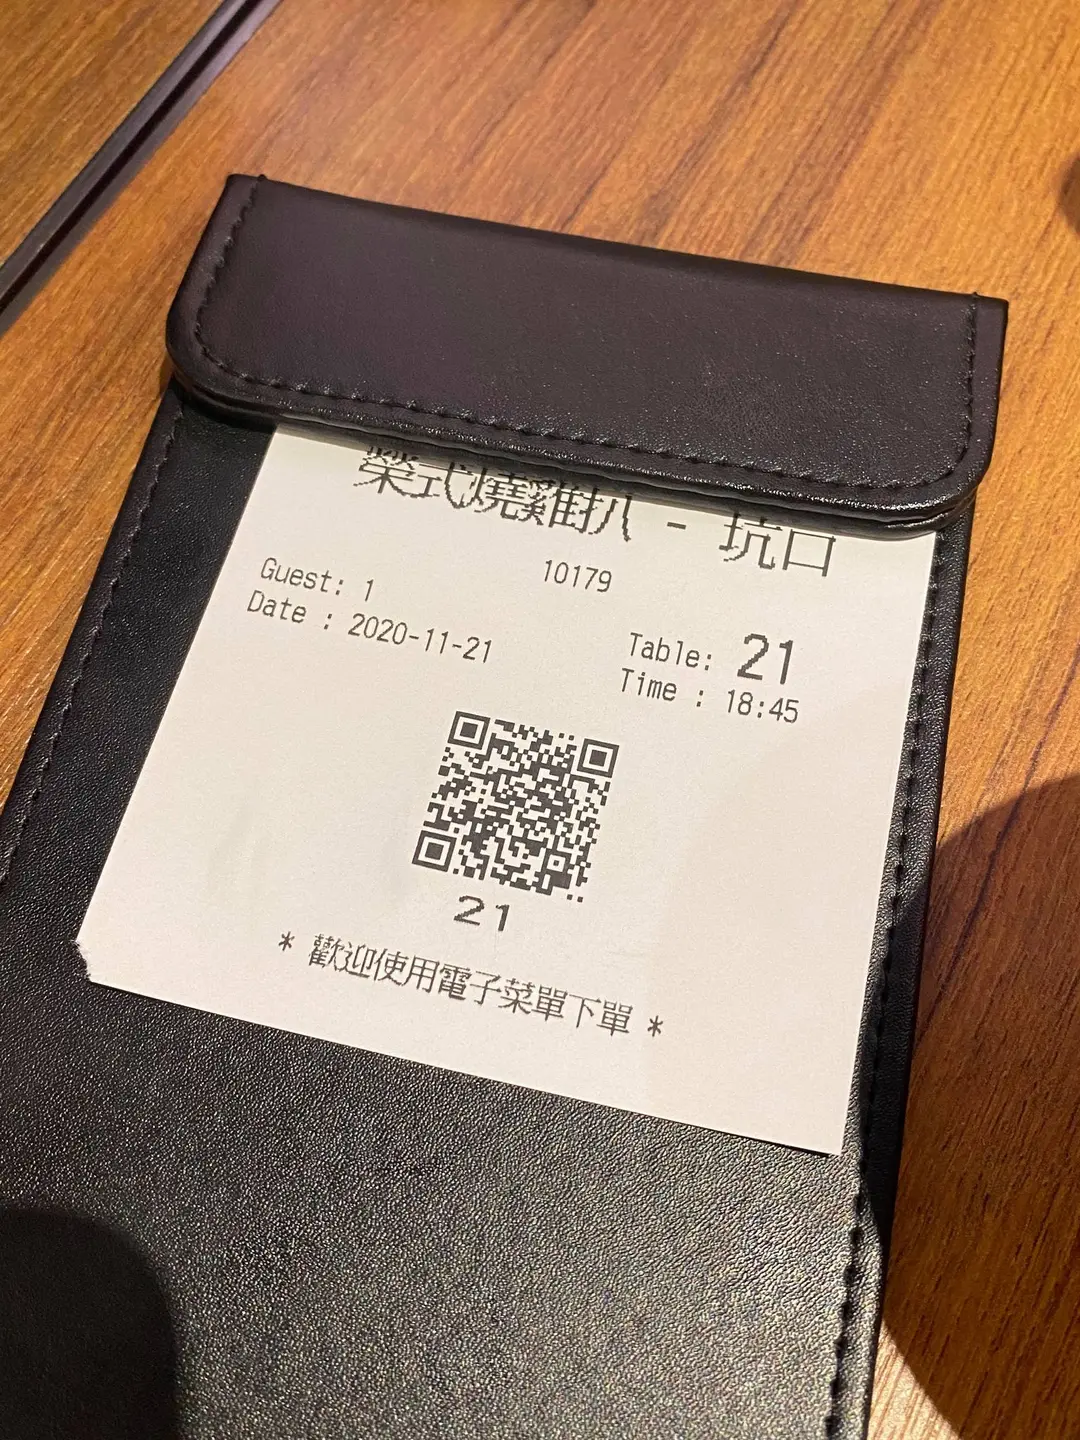 榮式燒雞扒 - 坑口
10179
Guest: 1
Date : 2020-11-21
Table: 21
Time : 18:45
21
* 歡迎使用電子菜單下單 *